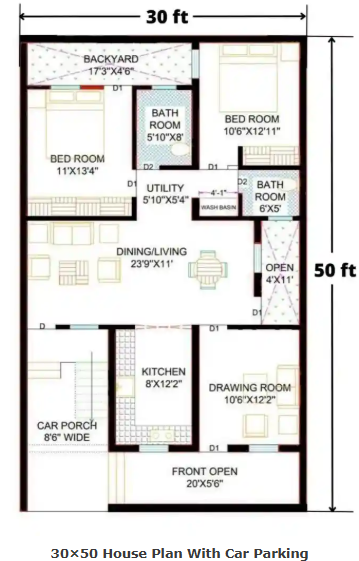 30 ft
BACKYARD
17'3"X4'6"
D1
BATH
ROOM
5'10"X8'
BED ROOM
10'6"X12'11"
BED ROOM
11'X13'4"
D2
D1
D1
UTILITY
5'10"X5'4"
4'-1"
WASH BASIN
D2
BATH
ROOM
6'X5'
DINING/LIVING
23'9"X11'
OPEN
4'X11'
50 ft
D
D1
D1
KITCHEN
8'X12'2"
DRAWING ROOM
10'6"X12'2"
CAR PORCH
8'6" WIDE
D1
FRONT OPEN
20'X5'6"
30×50 House Plan With Car Parking